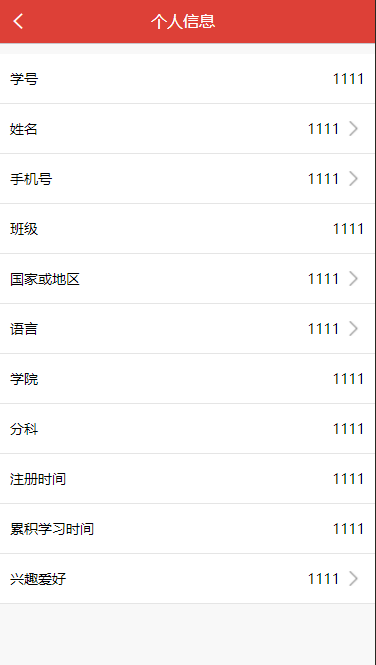 个人信息
学号 1111
姓名 1111
手机号 1111
班级 1111
国家或地区 1111
语言 1111
学院 1111
分科 1111
注册时间 1111
累积学习时间 1111
兴趣爱好 1111